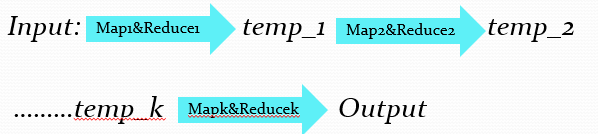 Input: Map1&Reduce1 temp_1 Map2&Reduce2 temp_2
.........temp_k Mapk&Reducek Output